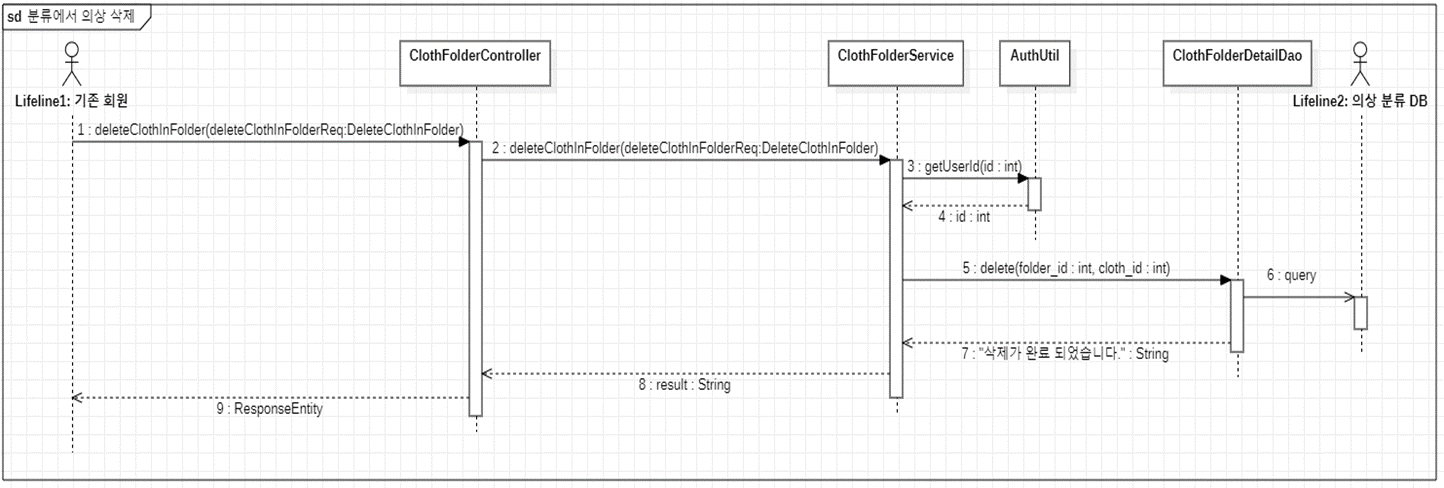 sd 분류에서 의상 삭제
ClothFolderController
ClothFolderService
AuthUtil
ClothFolderDetailDao
Lifeline1: 기존 회원
Lifeline2: 의상 분류 DB
1 : deleteClothInFolder(deleteClothInFolderReq:DeleteClothInFolder)
2 : deleteClothInFolder(deleteClothInFolderReq:DeleteClothInFolder)
3 : getUserId(id : int)
4 : id : int
5 : delete(folder_id : int, cloth_id : int)
6 : query
7 : "삭제가 완료 되었습니다." : String
8 : result : String
9 : ResponseEntity